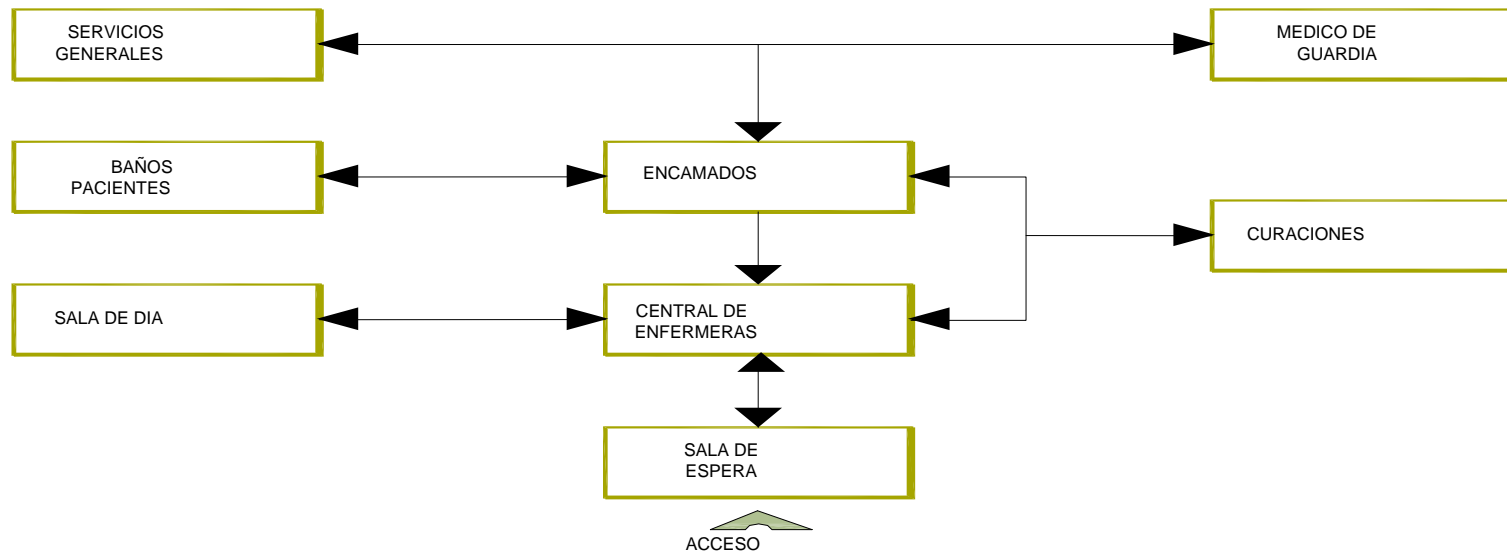 SERVICIOS
GENERALES
MEDICO DE
GUARDIA
BAÑOS
PACIENTES
ENCAMADOS
CURACIONES
SALA DE DIA
CENTRAL DE
ENFERMERAS
SALA DE
ESPERA
ACCESO